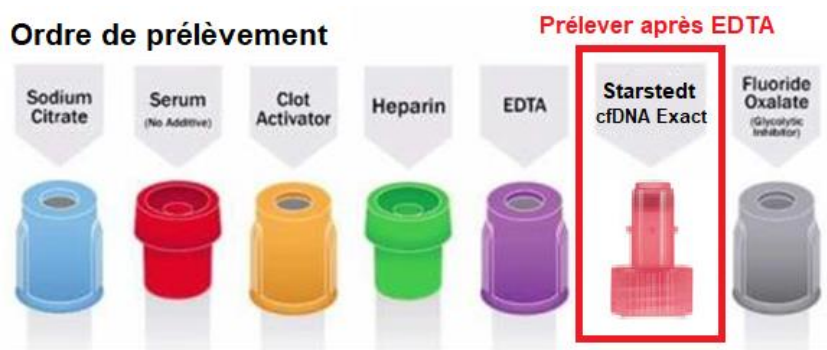 Ordre de prélèvement
Prélever après EDTA
Sodium
Citrate
Serum
(No Additive)
Clot
Activator
Heparin
EDTA
Starstedt
cfDNA Exact
Fluoride
Oxalate
(Glycolytic
Inhibitor)